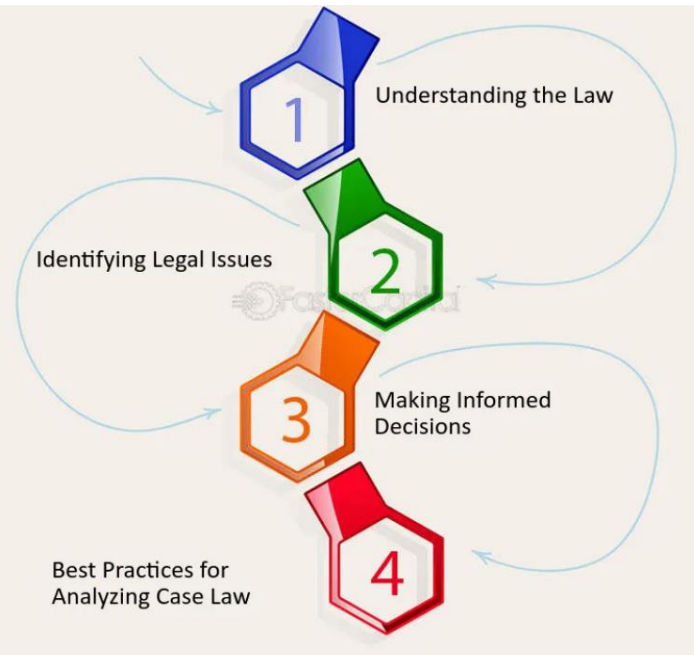 1
Understanding the Law
Identifying Legal Issues
2
FasterCapital
3
Making Informed
Decisions
4
Best Practices for
Analyzing Case Law